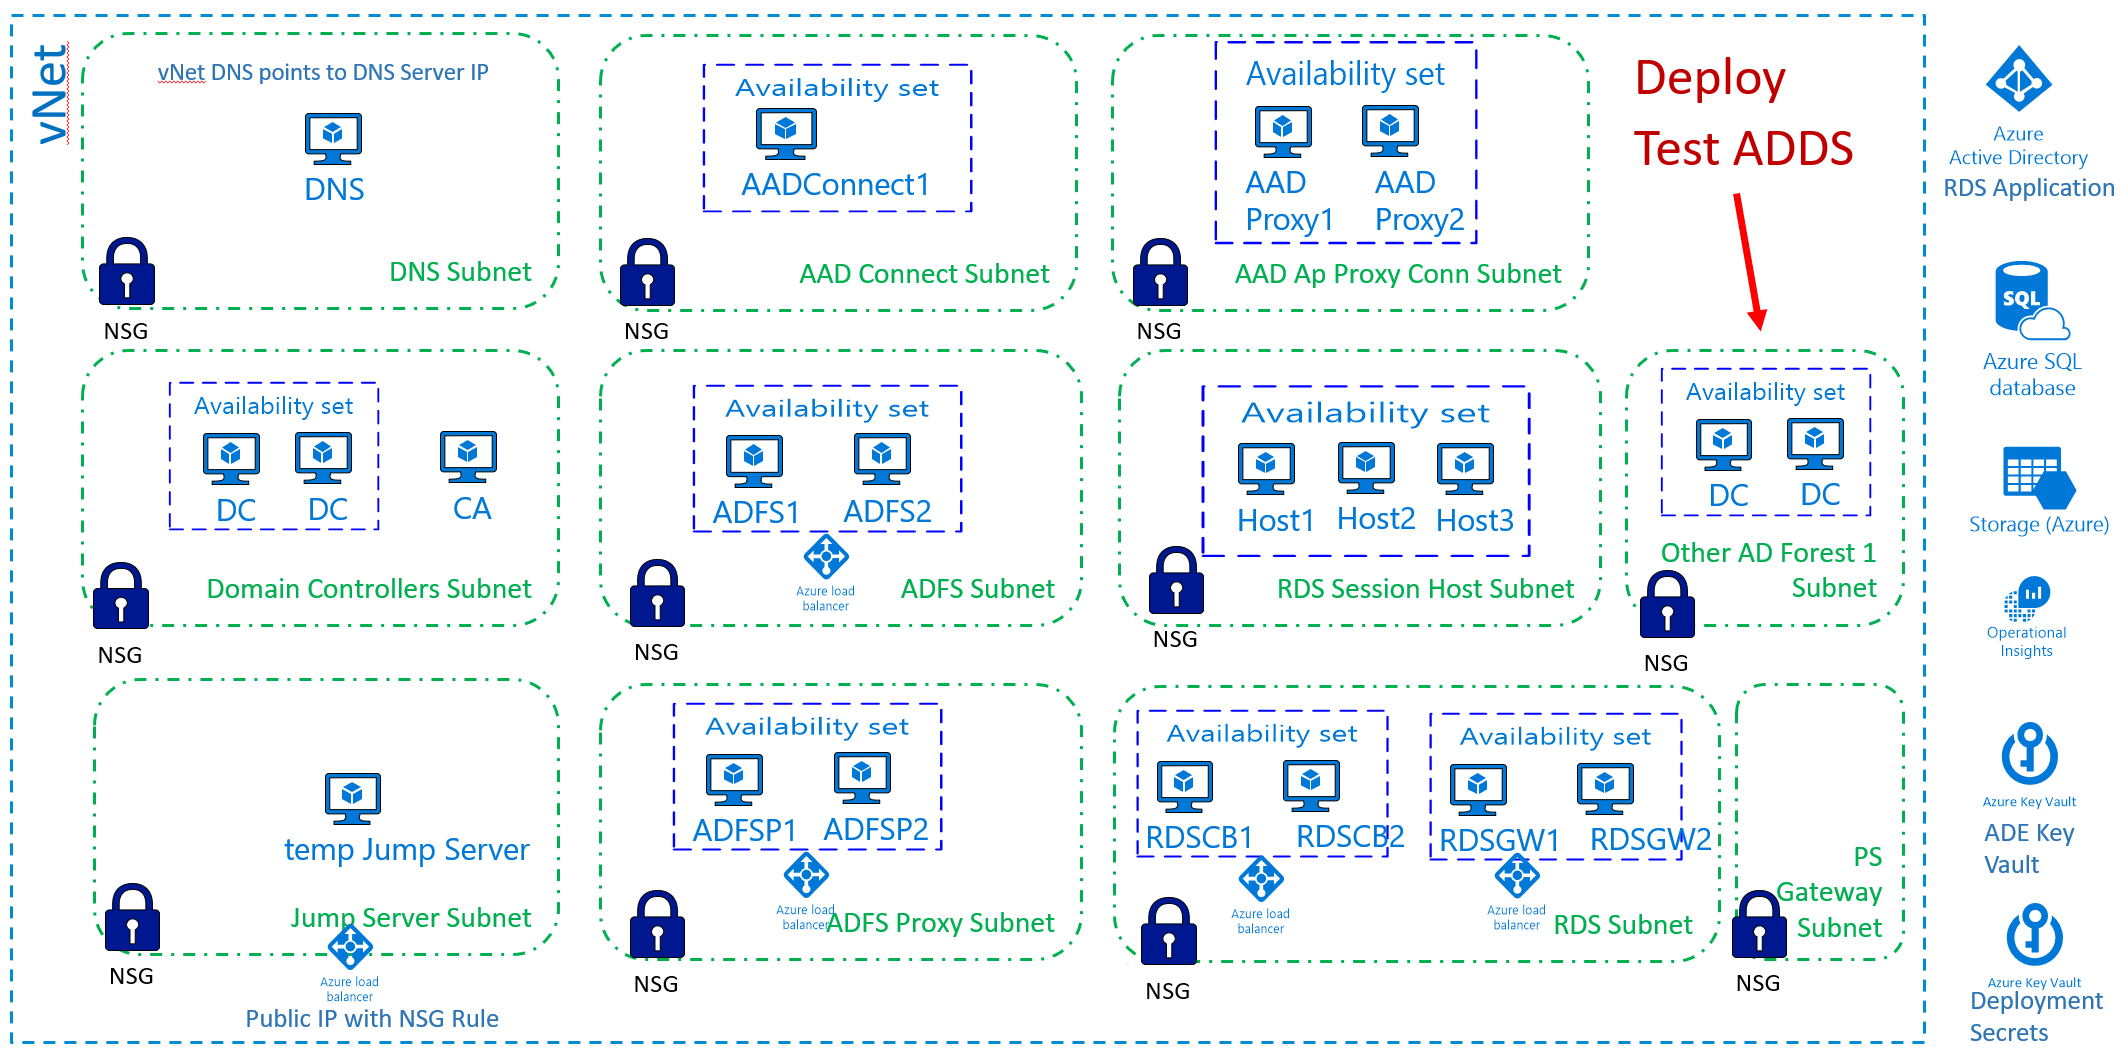 vNet
vNet DNS points to DNS Server IP
DNS
DNS Subnet
NSG
Availability set
AADConnect1
AAD Connect Subnet
NSG
Availability set
AAD
Proxy1
AAD
Proxy2
AAD Ap Proxy Conn Subnet
NSG
Deploy
Test ADDS
Availability set
DC
DC
CA
Domain Controllers Subnet
NSG
Availability set
ADFS1
ADFS2
Azure load
balancer
ADFS Subnet
NSG
Availability set
Host1
Host2
Host3
RDS Session Host Subnet
NSG
Availability set
DC
DC
Other AD Forest 1
Subnet
NSG
temp Jump Server
Jump Server Subnet
NSG
Azure load
balancer
Public IP with NSG Rule
Availability set
ADFSP1
ADFSP2
Azure load
balancer
ADFS Proxy Subnet
NSG
Availability set
RDSCB1
RDSCB2
Azure load
balancer
Availability set
RDSGW1
RDSGW2
Azure load
balancer
RDS Subnet
NSG
PS
Gateway
Subnet
NSG
Azure
Active Directory
RDS Application
SQL
Azure SQL
database
Storage (Azure)
Operational
Insights
Azure Key Vault
ADE Key
Vault
Azure Key Vault
Deployment
Secrets